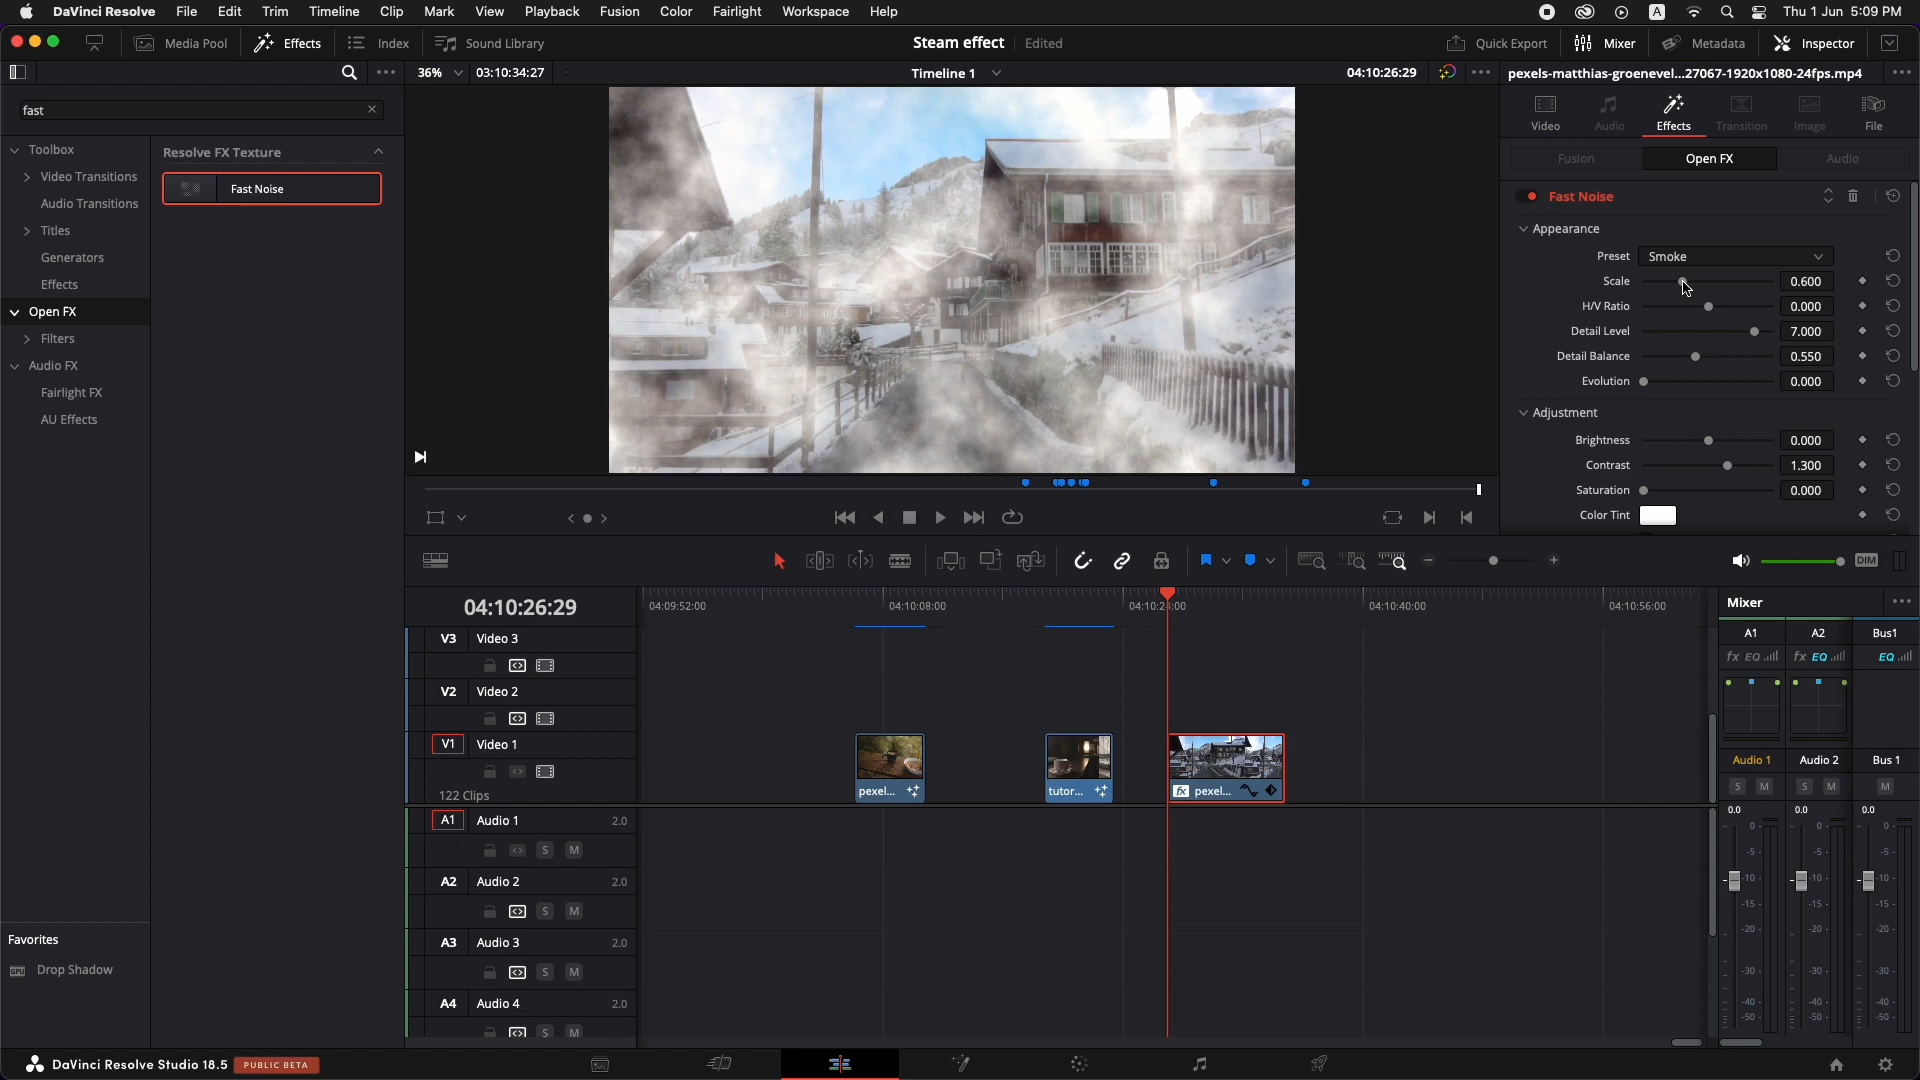 DaVinci Resolve File Edit Trim Timeline Clip Mark View Playback Fusion Color Fairlight Workspace Help A Thu 1 Jun 5:09 PM
Media Pool Effects Index Sound Library Steam effect Edited Quick Export Mixer Metadata Inspector
36% 03:10:34:27 Timeline 1 04:10:26:29 pexels-matthias-groenevel...27067-1920x1080-24fps.mp4
fast
Video Audio Effects Transition Image File
Toolbox
Video Transitions
Audio Transitions
Titles
Generators
Effects
Open FX
Filters
Audio FX
Fairlight FX
AU Effects
Favorites
Drop Shadow
Resolve FX Texture
Fast Noise
Fusion Open FX Audio
Fast Noise
Appearance
Preset Smoke
Scale 0.600
H/V Ratio 0.000
Detail Level 7.000
Detail Balance 0.550
Evolution 0.000
Adjustment
Brightness 0.000
Contrast 1.300
Saturation 0.000
Color Tint
DIM
04:10:26:29 04:09:52:00 04:10:08:00 04:10:24:00 04:10:40:00 04:10:56:00
V3 Video 3
V2 Video 2
V1 Video 1
122 Clips
pexel... tutor... fx pexel...
A1 Audio 1 2.0
S M
A2 Audio 2 2.0
S M
A3 Audio 3 2.0
S M
A4 Audio 4 2.0
S M
Mixer
A1 A2 Bus1
fx EQ fx EQ EQ
Audio 1 Audio 2 Bus 1
S M S M M
0.0 0.0 0.0
0- 0- 0-
-5- -5- -5-
-10- -10- -10-
-15- -15- -15-
-20- -20- -20-
-30- -30- -30-
-40- -40- -40-
-50- -50- -50-
DaVinci Resolve Studio 18.5 PUBLIC BETA